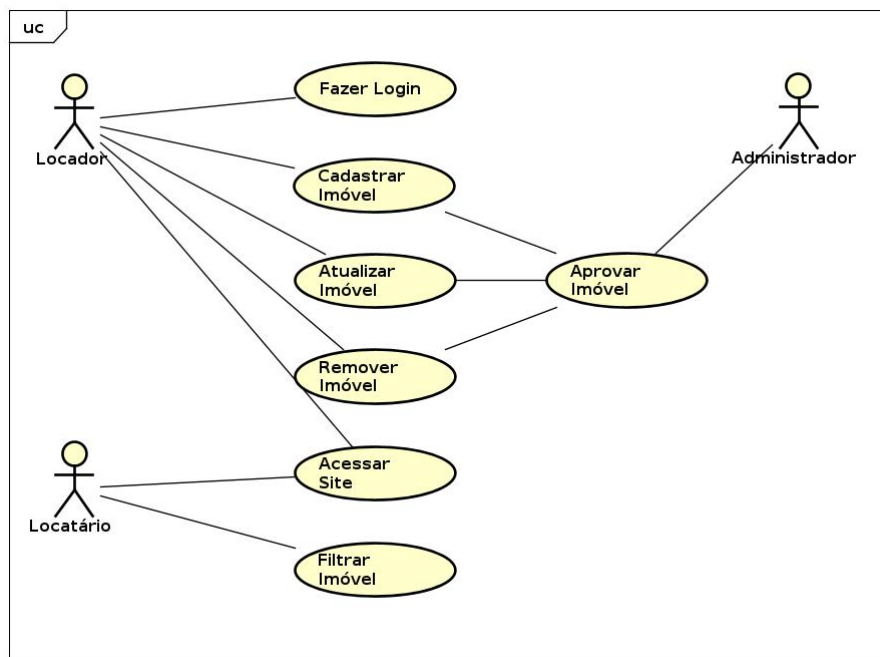 uc
Fazer Login
Locador
Administrador
Cadastrar
Imóvel
Atualizar
Imóvel
Aprovar
Imóvel
Remover
Imóvel
Acessar
Site
Locatário
Filtrar
Imóvel